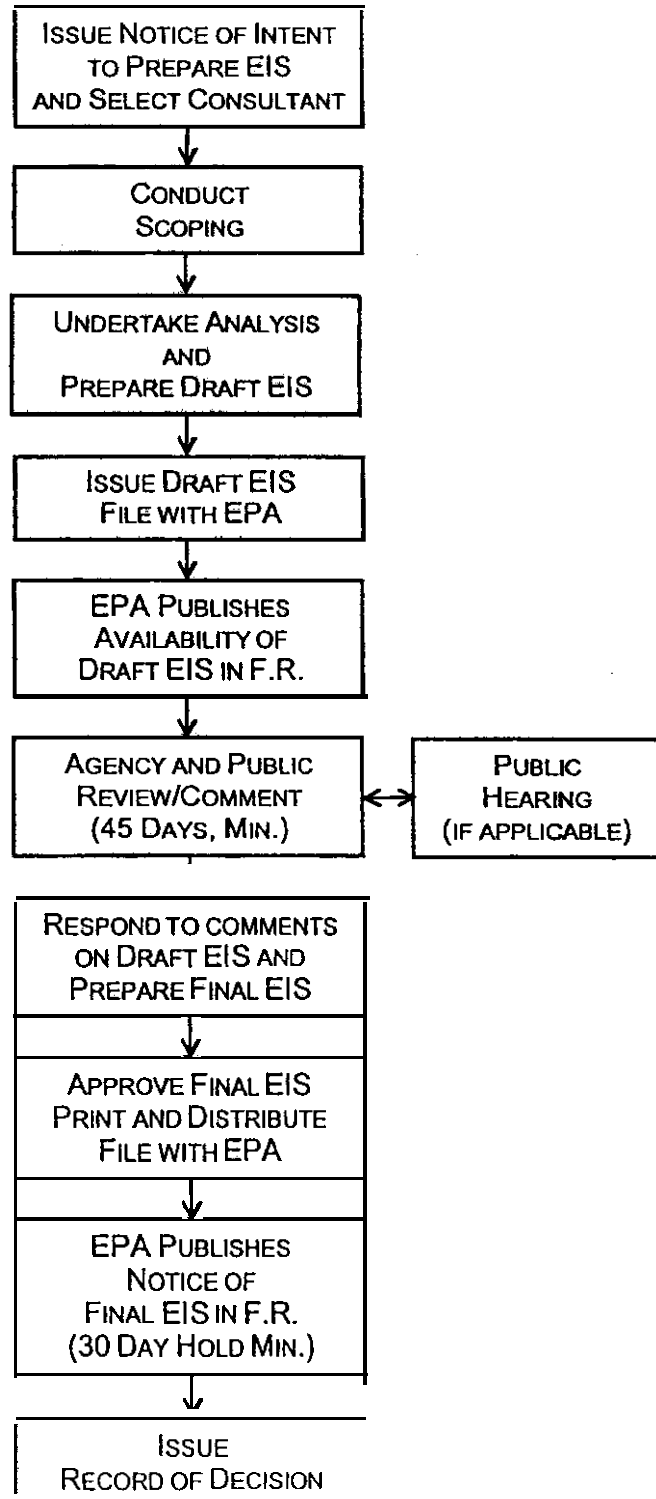 ISSUE NOTICE OF INTENT
TO PREPARE EIS
AND SELECT CONSULTANT
CONDUCT
SCOPING
UNDERTAKE ANALYSIS
AND
PREPARE DRAFT EIS
ISSUE DRAFT EIS
FILE WITH EPA
EPA PUBLISHES
AVAILABILITY OF
DRAFT EIS IN F.R.
AGENCY AND PUBLIC
REVIEW/COMMENT
(45 DAYS, MIN.)
PUBLIC
HEARING
(IF APPLICABLE)
RESPOND TO COMMENTS
ON DRAFT EIS AND
PREPARE FINAL EIS
APPROVE FINAL EIS
PRINT AND DISTRIBUTE
FILE WITH EPA
EPA PUBLISHES
NOTICE OF
FINAL EIS IN F.R.
(30 DAY HOLD MIN.)
ISSUE
RECORD OF DECISION